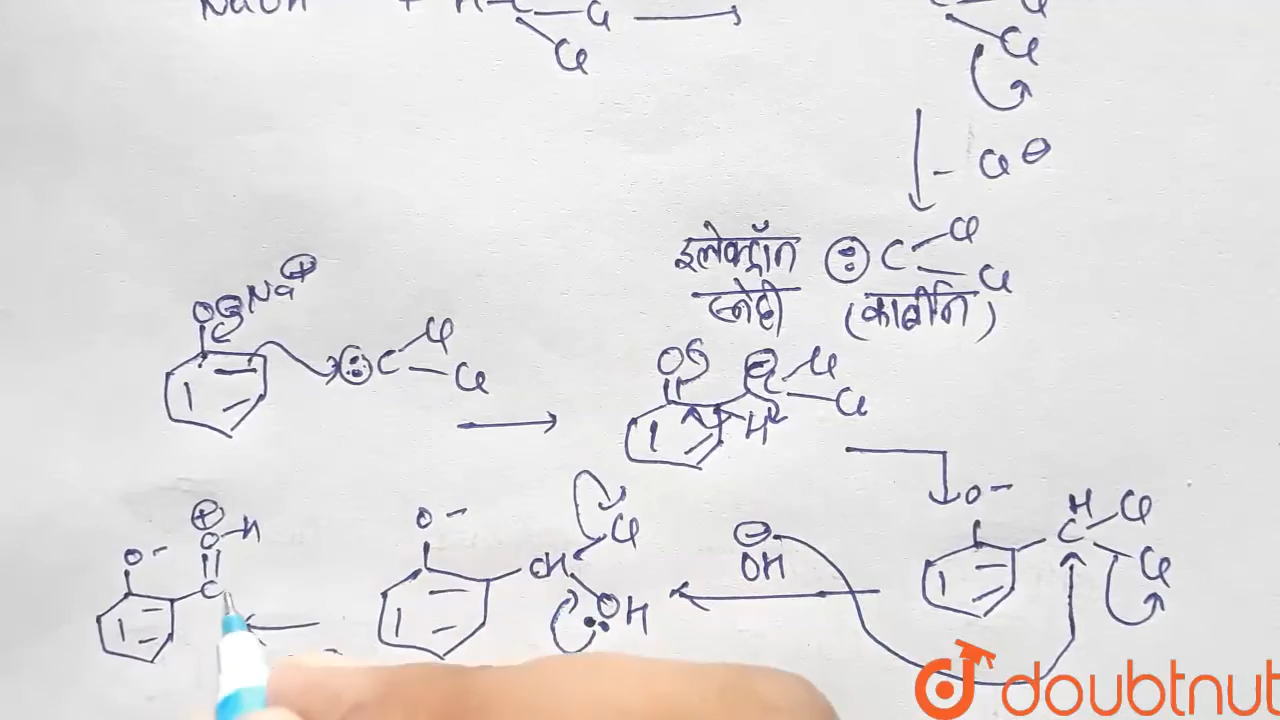 NaOH + H–C–Cl → C–Cl
Cl Cl
– Cl⊖
इलेक्ट्रॉन :C Cl
स्नेही (कार्बीन) Cl
O⊖Na⊕
:C Cl Cl → O⊖ ⊖C Cl Cl H
O– H C Cl Cl
⊖OH
O– CH Cl OH
O– C ⊕O–H
doubtnut